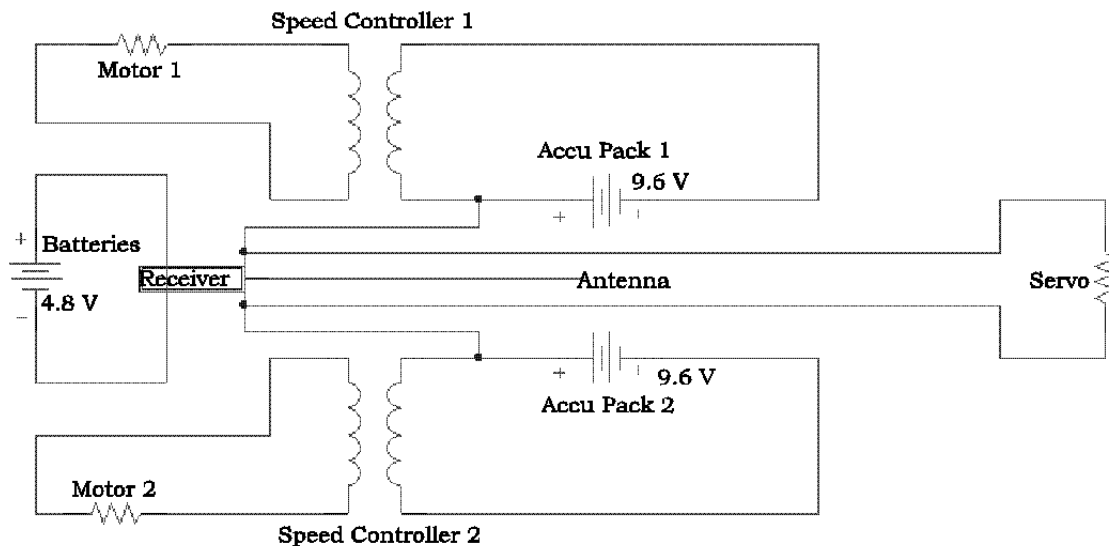 Speed Controller 1
Motor 1
Accu Pack 1
9.6 V
+
-
+
Batteries
Receiver
Antenna
Servo
4.8 V
-
+
-
9.6 V
Accu Pack 2
Motor 2
Speed Controller 2